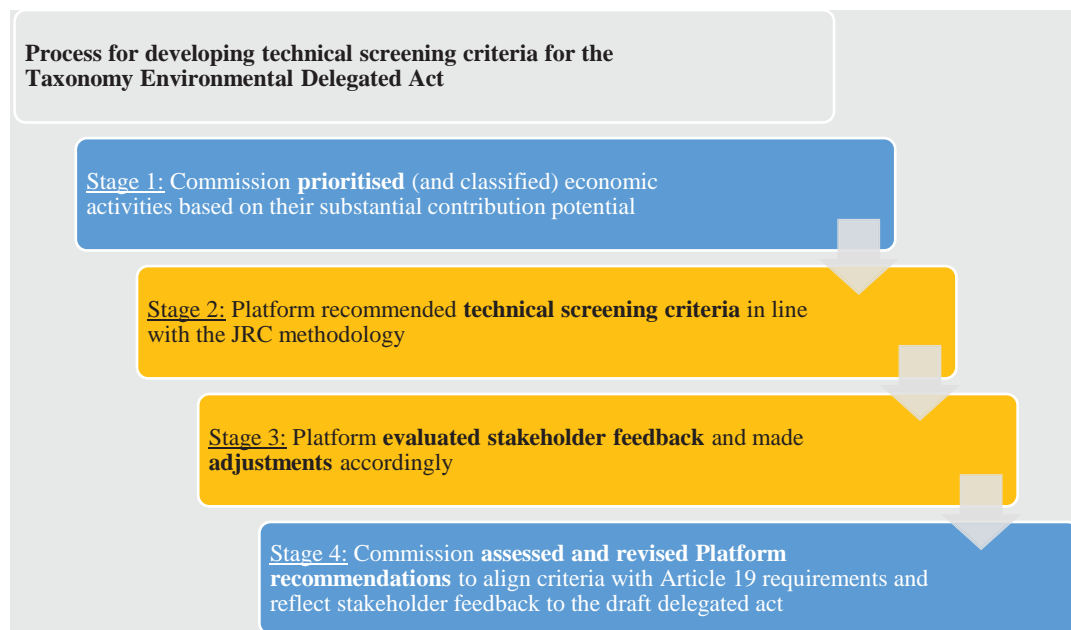 Process for developing technical screening criteria for the
Taxonomy Environmental Delegated Act
Stage 1: Commission prioritised (and classified) economic
activities based on their substantial contribution potential
Stage 2: Platform recommended technical screening criteria in line
with the JRC methodology
Stage 3: Platform evaluated stakeholder feedback and made
adjustments accordingly
Stage 4: Commission assessed and revised Platform
recommendations to align criteria with Article 19 requirements and
reflect stakeholder feedback to the draft delegated act